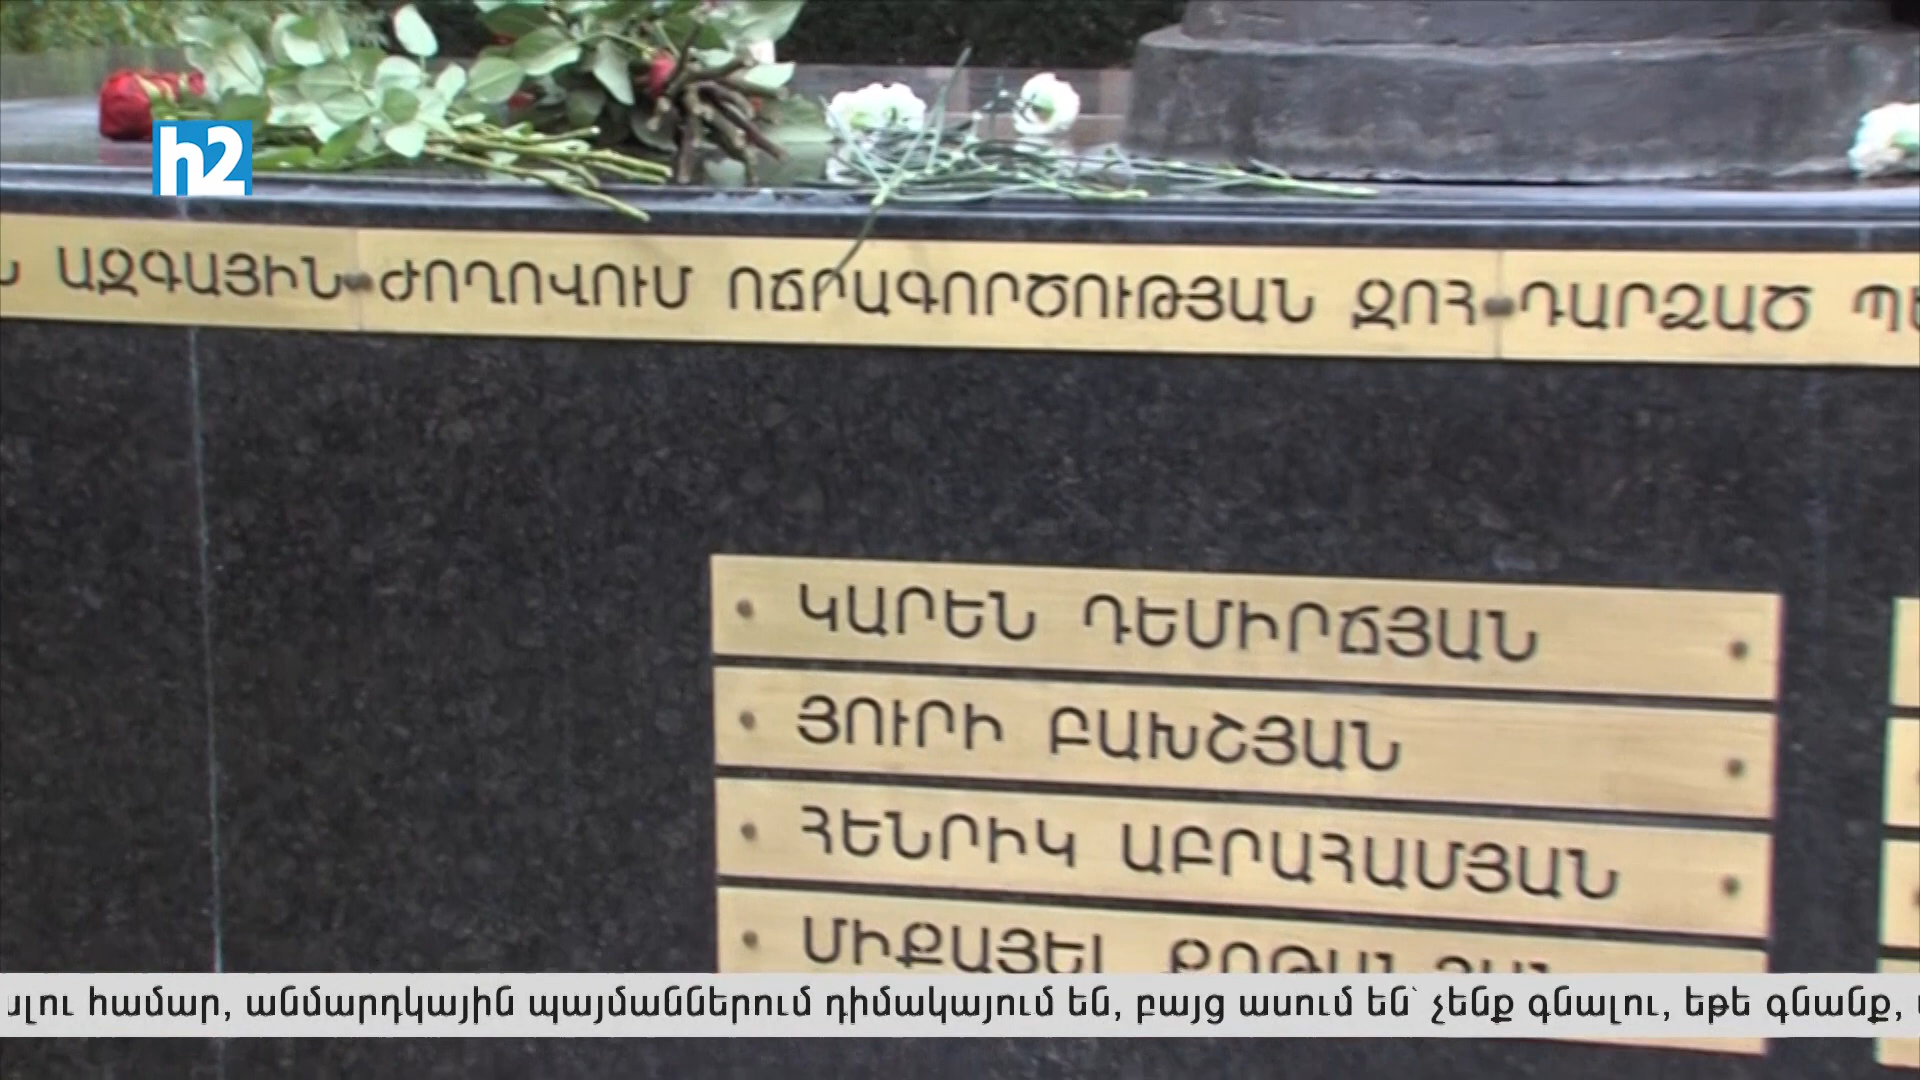 h2
ԱԶԳԱՅԻՆ ԺՈՂՈՎՈՒՄ ՈՃՐԱԳՈՐԾՈՒԹՅԱՆ ԶՈՀ ԴԱՐՁԱԾ
ԿԱՐԵՆ ԴԵՄԻՐՃՅԱՆ
ՅՈՒՐԻ ԲԱԽՇՅԱՆ
ՀԵՆՐԻԿ ԱԲՐԱՀԱՄՅԱՆ
ՄԻՔԱՅԵԼ ՔՈԹԱՆՅԱՆ
համար, անմարդկային պայմաններում դիմակայում են, բայց ասում են՝ չենք գնալու, եթե գնանք,